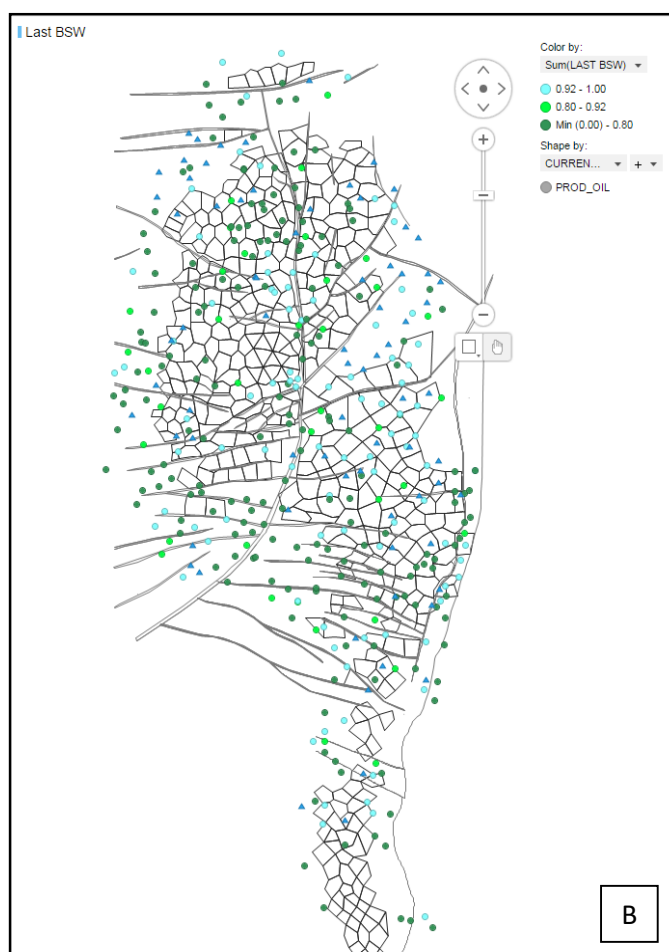 Last BSW
Color by:
Sum(LAST BSW)
0.92 - 1.00
0.80 - 0.92
Min (0.00) - 0.80
Shape by:
CURREN...
+
PROD_OIL
B